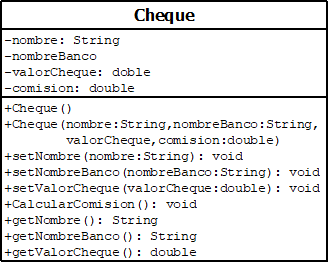 Cheque
-nombre: String
-nombreBanco
-valorCheque: doble
-comision: double
+Cheque()
+Cheque(nombre:String,nombreBanco:String,
valorCheque,comision:double)
+setNombre(nombre:String): void
+setNombreBanco(nombreBanco:String): void
+setValorCheque(valorCheque:double): void
+CalcularComision(): void
+getNombre(): String
+getNombreBanco(): String
+getValorCheque(): double